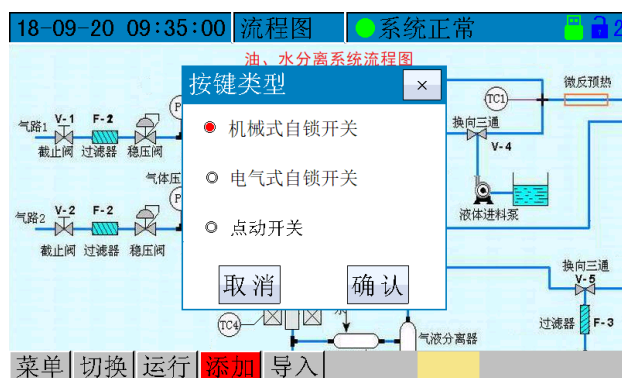 18-09-20 09:35:00 流程图 系统正常 2
油、水分离系统流程图
按键类型 ×
机械式自锁开关
电气式自锁开关
点动开关
取消 确认
气路1 V-1 F-2
截止阀 过滤器 稳压阀
气体压
气路2 V-2 F-2
截止阀 过滤器 稳压阀
TC1 微反预热
换向三通
V-4
液体进料泵
换向三通
V-5
过滤器 F-3
TC4
气液分离器
菜单 切换 运行 添加 导入